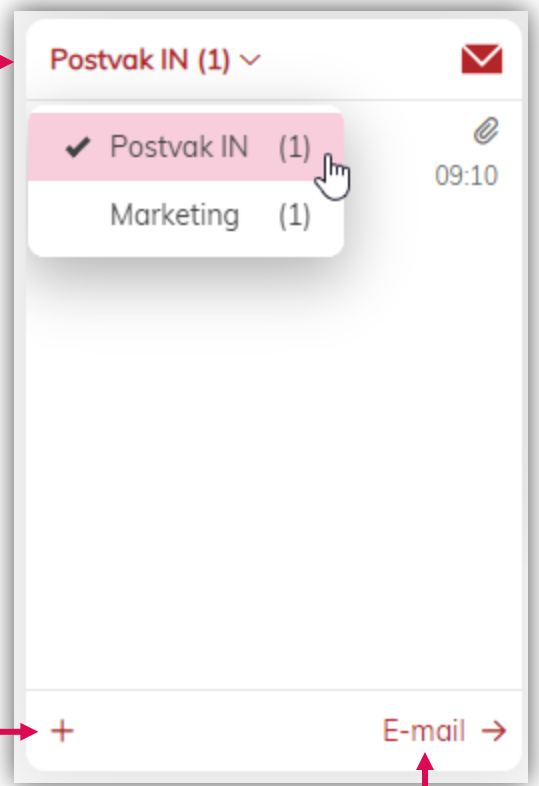 Postvak IN (1)
Postvak IN (1)
09:10
Marketing (1)
+ E-mail →